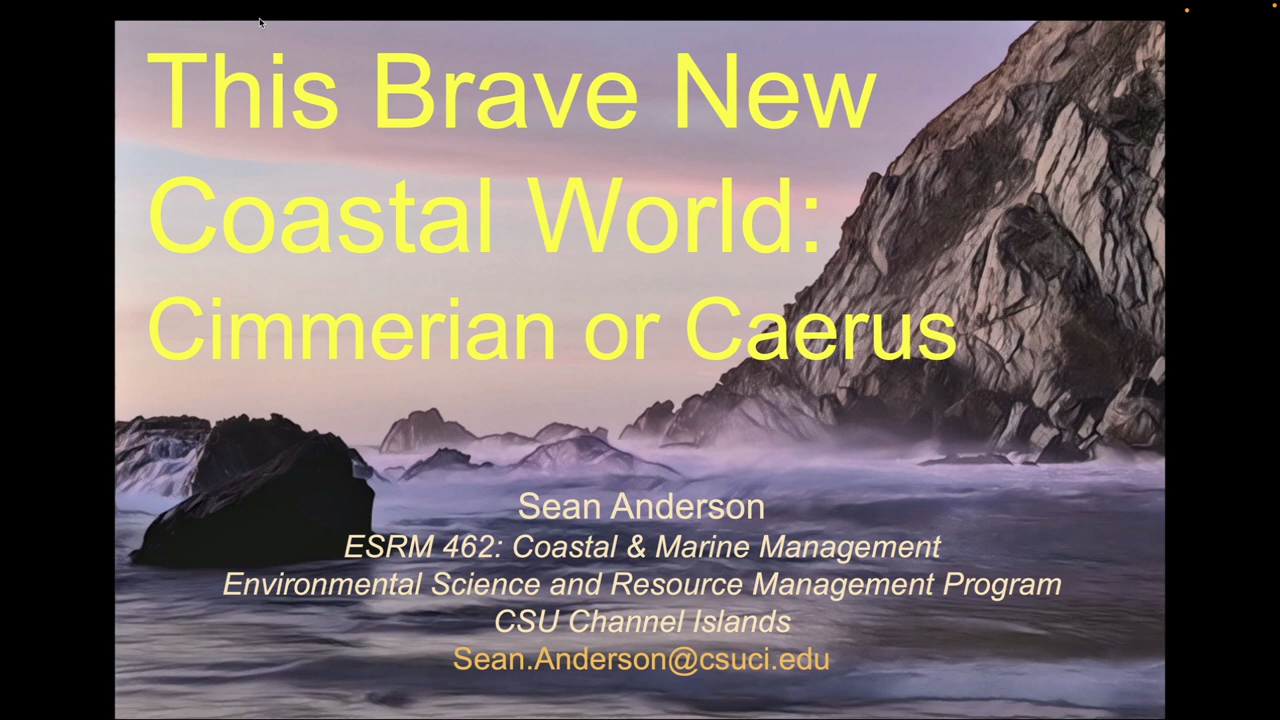 This Brave New
Coastal World:
Cimmerian or Caerus
Sean Anderson
ESRM 462: Coastal & Marine Management
Environmental Science and Resource Management Program
CSU Channel Islands
Sean.Anderson@csuci.edu